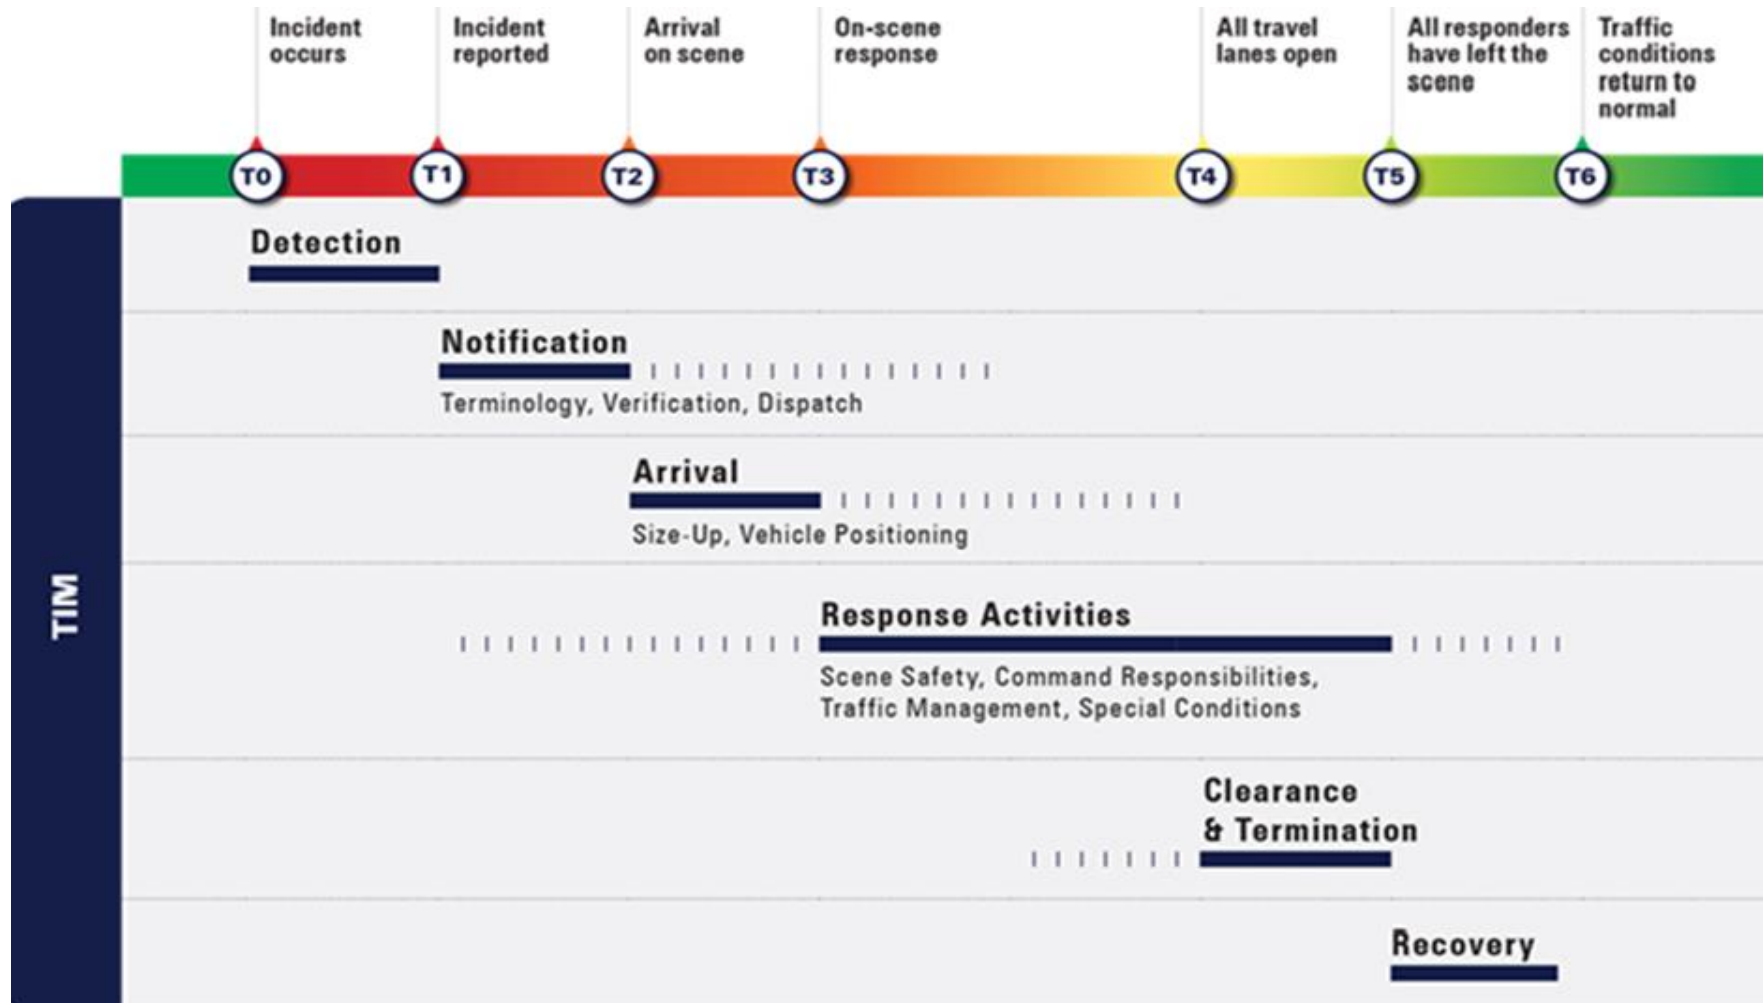 Incident
occurs
Incident
reported
Arrival
on scene
On-scene
response
All travel
lanes open
All responders
have left the
scene
Traffic
conditions
return to
normal
T0
T1
T2
T3
T4
T5
T6
TIM
Detection
Notification
Terminology, Verification, Dispatch
Arrival
Size-Up, Vehicle Positioning
Response Activities
Scene Safety, Command Responsibilities,
Traffic Management, Special Conditions
Clearance
& Termination
Recovery